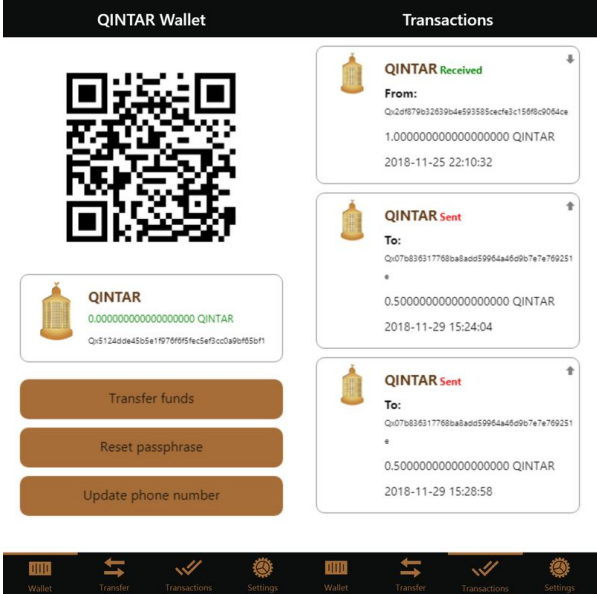 QINTAR Wallet
QINTAR
0.000000000000000000 QINTAR
Qx5124dde45b5e1f976f6f5fec5ef3cc0a9bf65bf1
Transfer funds
Reset passphrase
Update phone number
Wallet
Transfer
Transactions
Settings
Transactions
QINTAR Received
From:
Qx2df879b32639b4e593585cecfe3c156f8c9064ce
1.000000000000000000 QINTAR
2018-11-25 22:10:32
QINTAR Sent
To:
Qx07b836317768ba8add59964a46d9b7e7e769251
e
0.500000000000000000 QINTAR
2018-11-29 15:24:04
QINTAR Sent
To:
Qx07b836317768ba8add59964a46d9b7e7e769251
e
0.500000000000000000 QINTAR
2018-11-29 15:28:58
Wallet
Transfer
Transactions
Settings